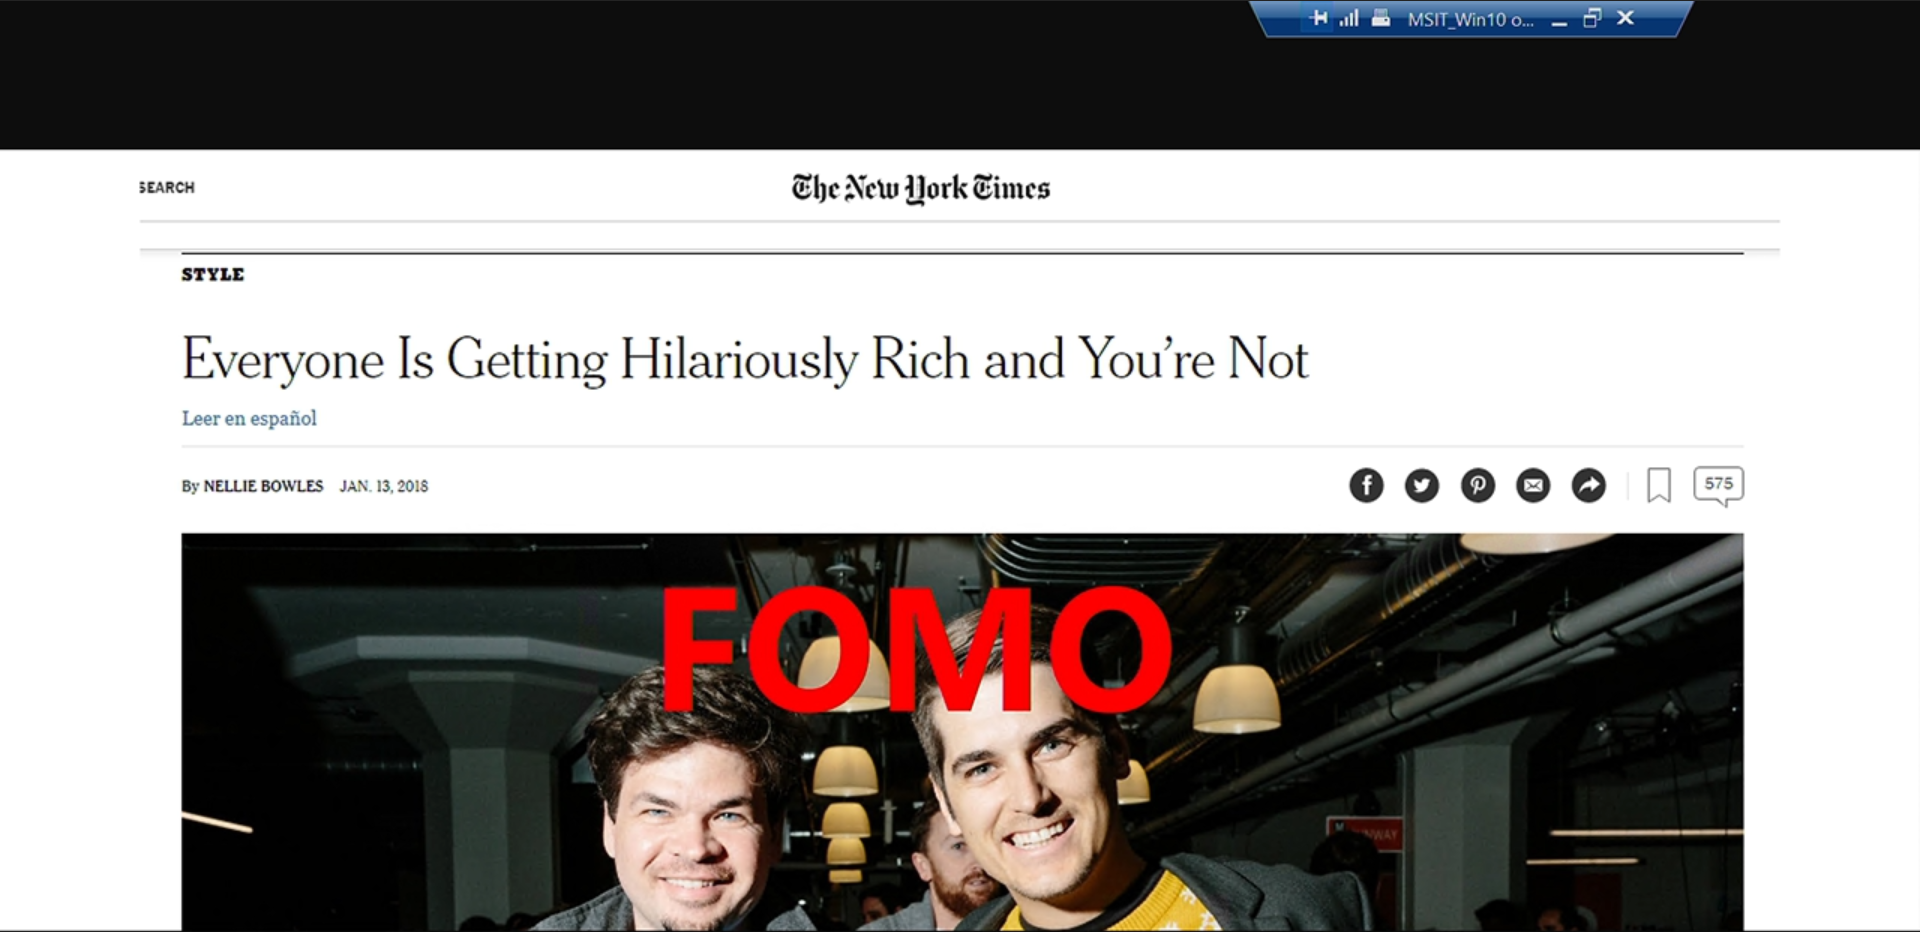 MSIT_Win10 o...
SEARCH
The New York Times
STYLE
Everyone Is Getting Hilariously Rich and You're Not
Leer en español
By NELLIE BOWLES JAN. 13, 2018
575
FOMO